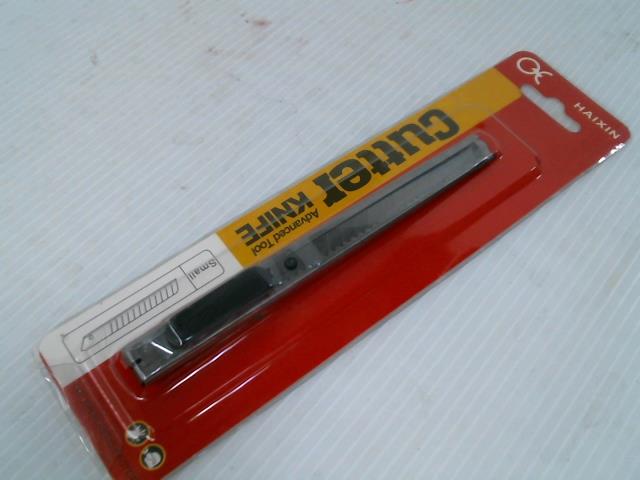 HAIXIN
Cutter
KNIFE
Advanced Tool
Small